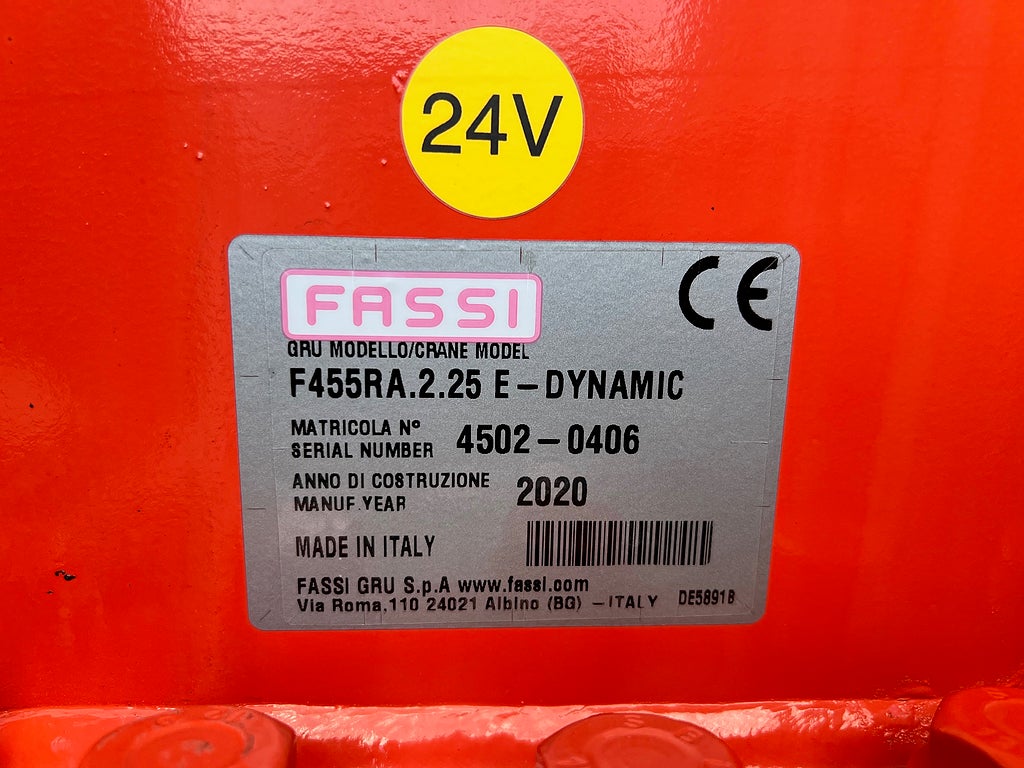 24V
FASSI
CE
GRU MODELLO/CRANE MODEL
F455RA.2.25 E-DYNAMIC
MATRICOLA Nº
SERIAL NUMBER 4502-0406
ANNO DI COSTRUZIONE
MANUF.YEAR 2020
MADE IN ITALY
FASSI GRU S.p.A www.fassi.com
Via Roma,110 24021 Albino (BG) -ITALY DE58918